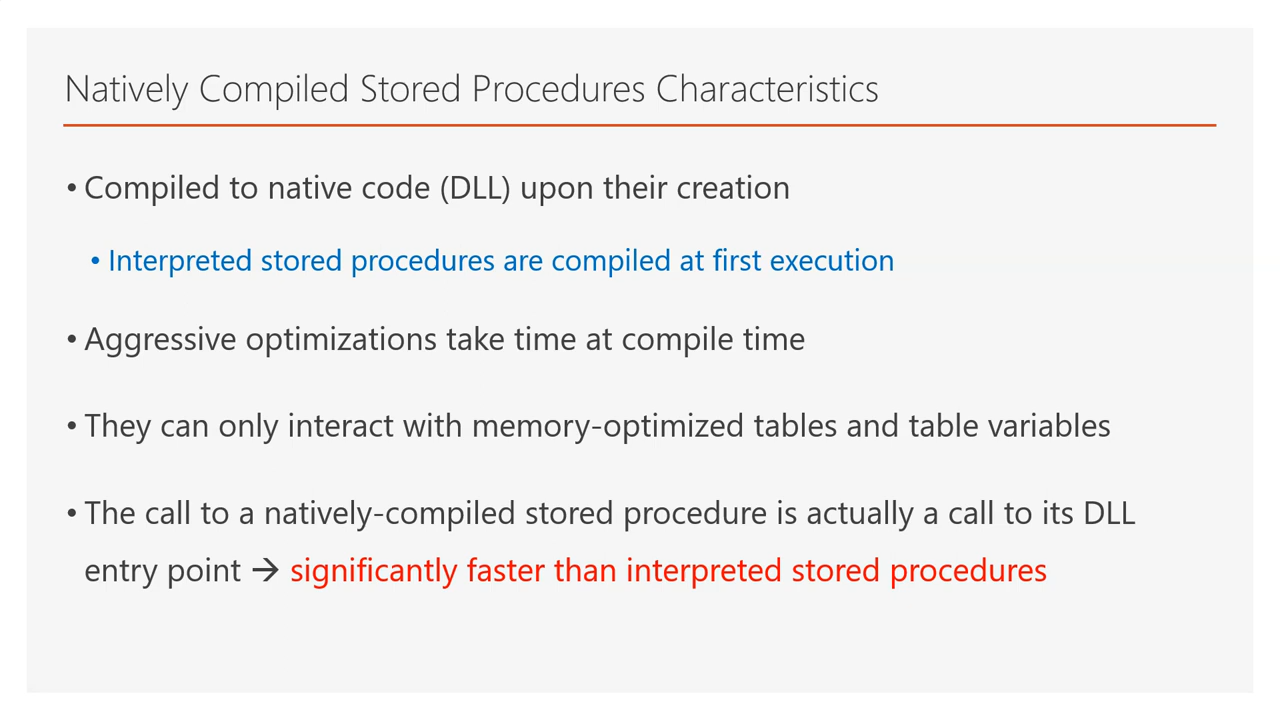 Natively Compiled Stored Procedures Characteristics
• Compiled to native code (DLL) upon their creation
• Interpreted stored procedures are compiled at first execution
• Aggressive optimizations take time at compile time
• They can only interact with memory-optimized tables and table variables
• The call to a natively-compiled stored procedure is actually a call to its DLL
entry point → significantly faster than interpreted stored procedures